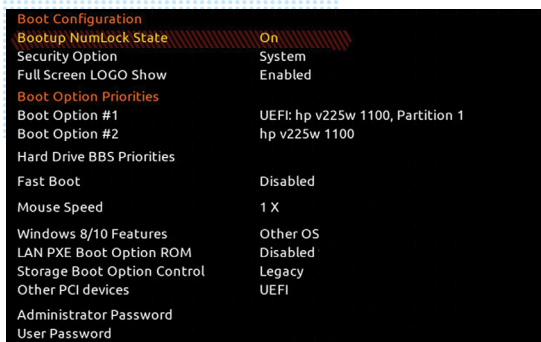 Boot Configuration
Bootup NumLock State On
Security Option System
Full Screen LOGO Show Enabled
Boot Option Priorities
Boot Option #1 UEFI: hp v225w 1100, Partition 1
Boot Option #2 hp v225w 1100
Hard Drive BBS Priorities
Fast Boot Disabled
Mouse Speed 1 X
Windows 8/10 Features Other OS
LAN PXE Boot Option ROM Disabled
Storage Boot Option Control Legacy
Other PCI devices UEFI
Administrator Password
User Password